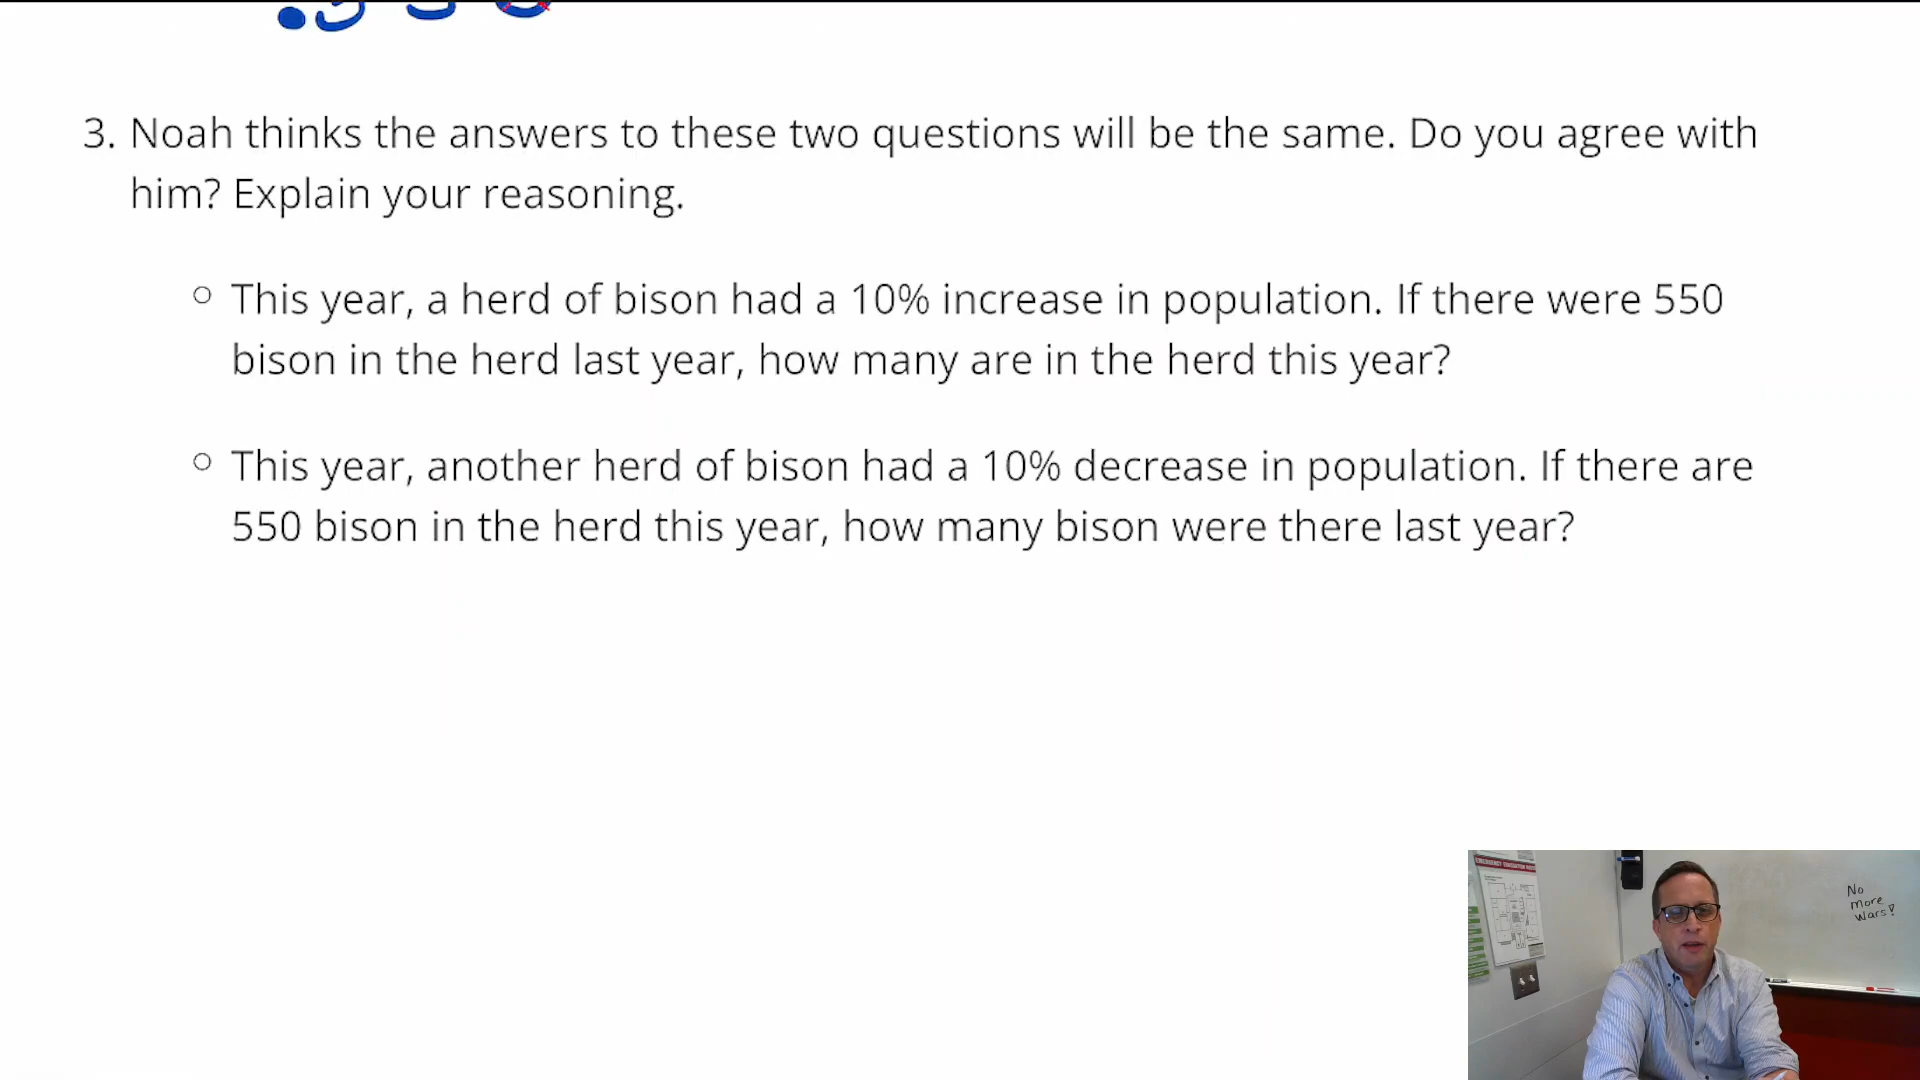 3. Noah thinks the answers to these two questions will be the same. Do you agree with
him? Explain your reasoning.
○ This year, a herd of bison had a 10% increase in population. If there were 550
bison in the herd last year, how many are in the herd this year?
○ This year, another herd of bison had a 10% decrease in population. If there are
550 bison in the herd this year, how many bison were there last year?
No
more
Wars!